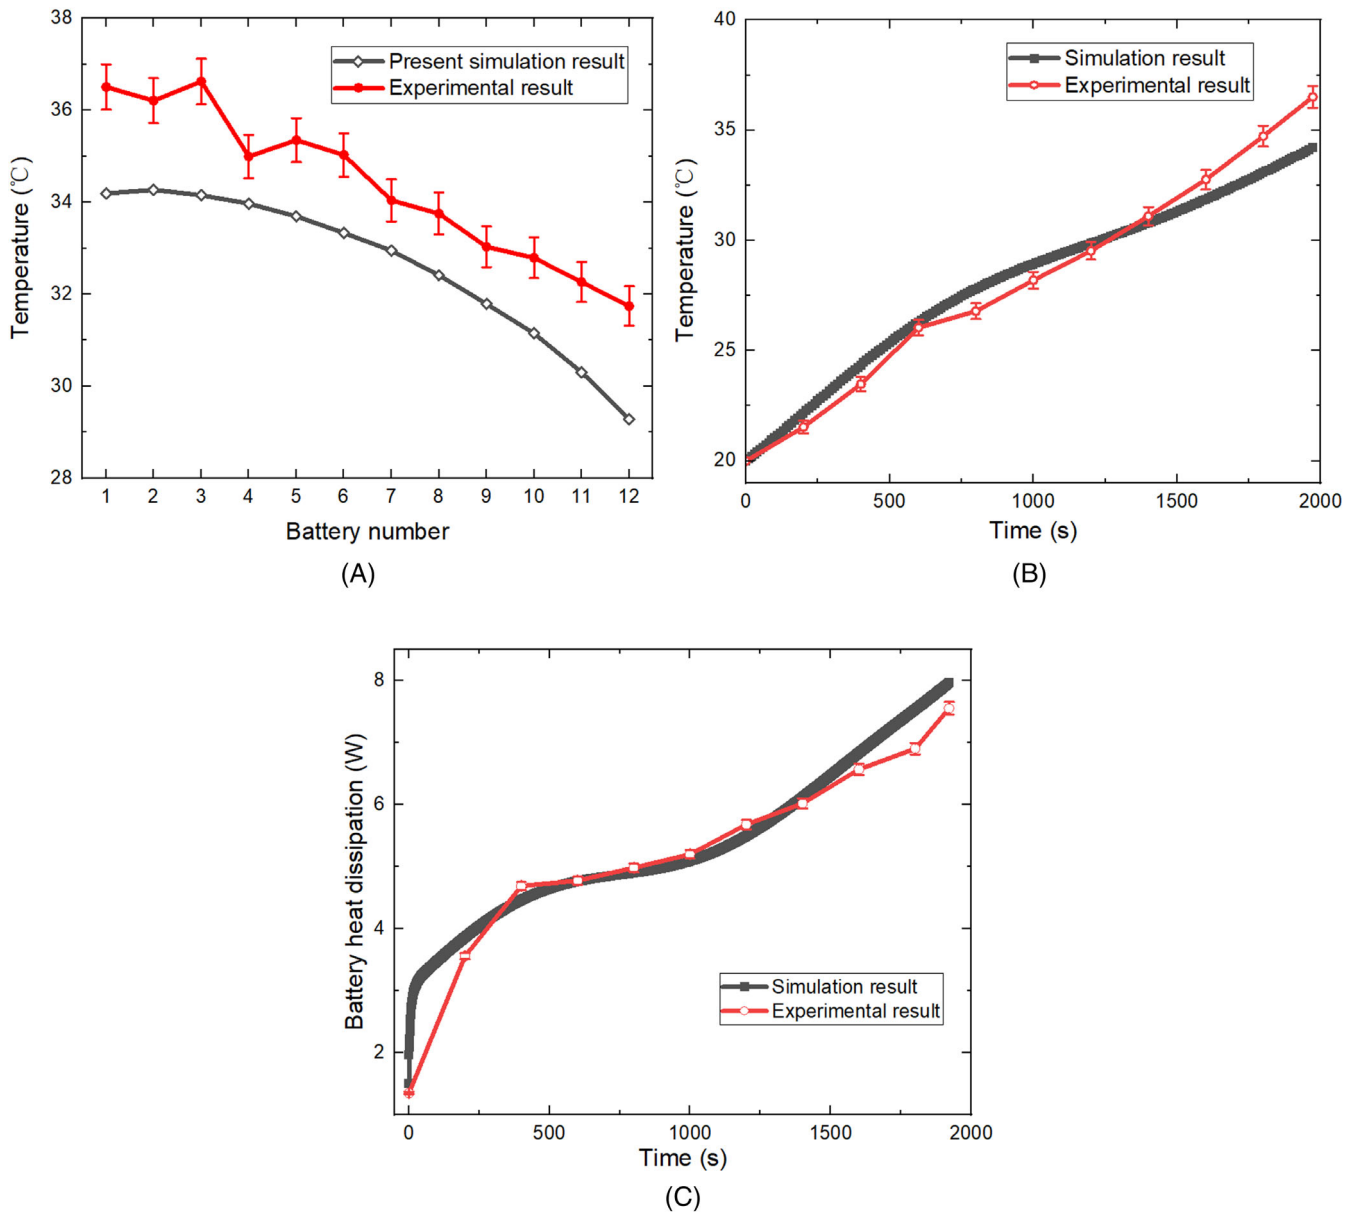 38
36
34
32
30
28
Temperature (℃)
Present simulation result
Experimental result
1 2 3 4 5 6 7 8 9 10 11 12
Battery number
(A)
40
35
30
25
20
Temperature (℃)
Simulation result
Experimental result
0 500 1000 1500 2000
Time (s)
(B)
8
6
4
2
Battery heat dissipation (W)
Simulation result
Experimental result
0 500 1000 1500 2000
Time (s)
(C)